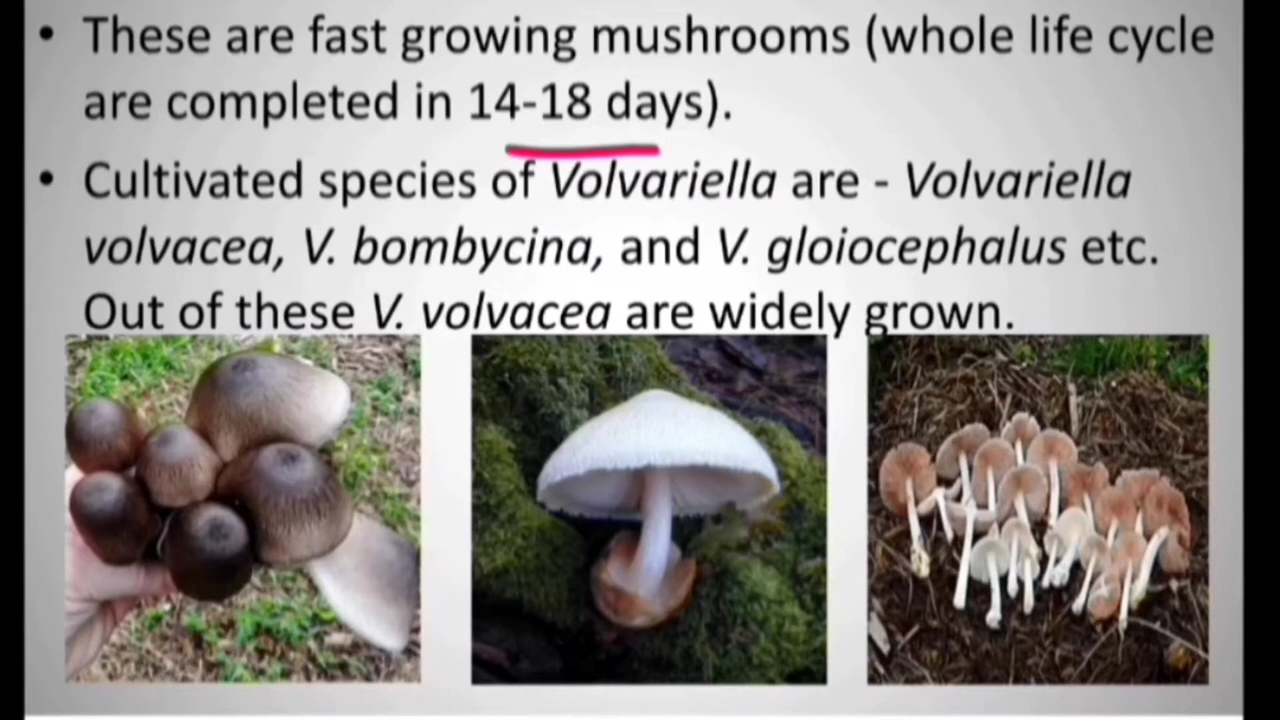 • These are fast growing mushrooms (whole life cycle
are completed in 14-18 days).
• Cultivated species of Volvariella are - Volvariella
volvacea, V. bombycina, and V. gloiocephalus etc.
Out of these V. volvacea are widely grown.